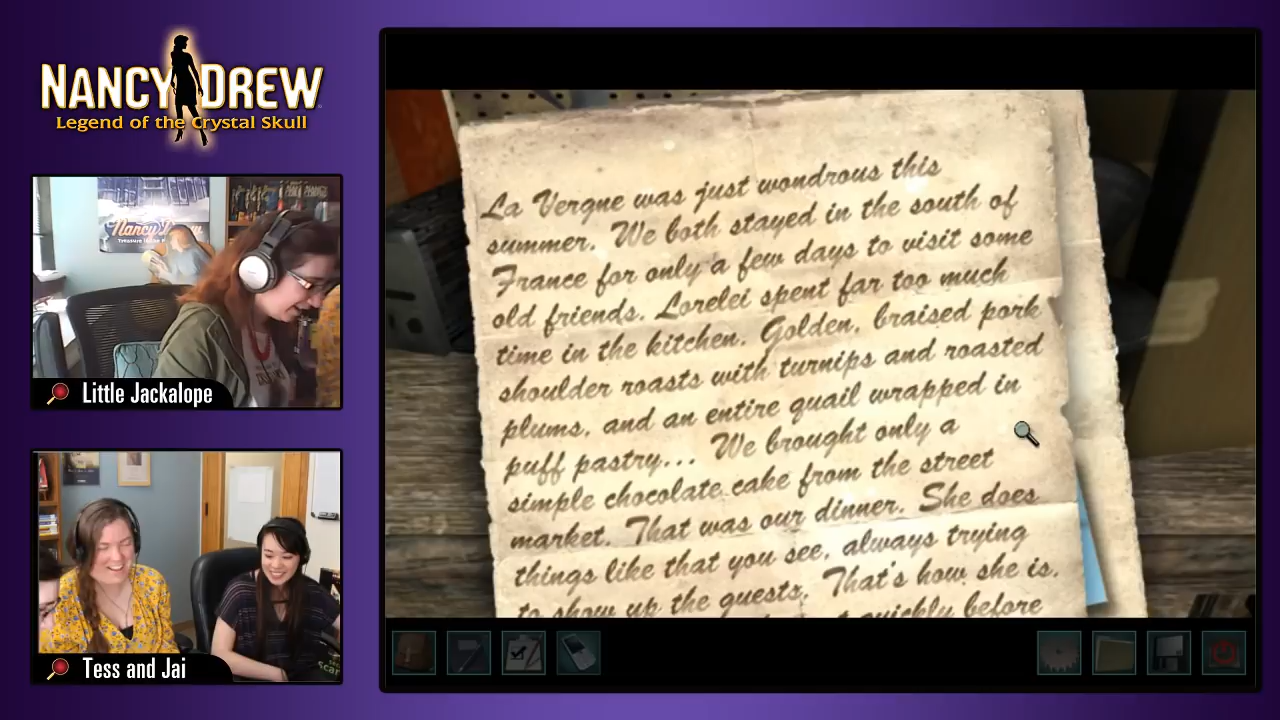 NANCY DREW
Legend of the Crystal Skull
Nancy Drew
Little Jackalope
Tess and Jai
La Vergne was just wondrous this
summer. We both stayed in the south of
France for only a few days to visit some
old friends. Lorelei spent far too much
time in the kitchen. Golden, braised pork
shoulder roasts with turnips and roasted
plums, and an entire quail wrapped in
puff pastry... We brought only a
simple chocolate cake from the street
market. That was our dinner. She does
things like that you see, always trying
to show up the guests. That's how she is.
quickly before